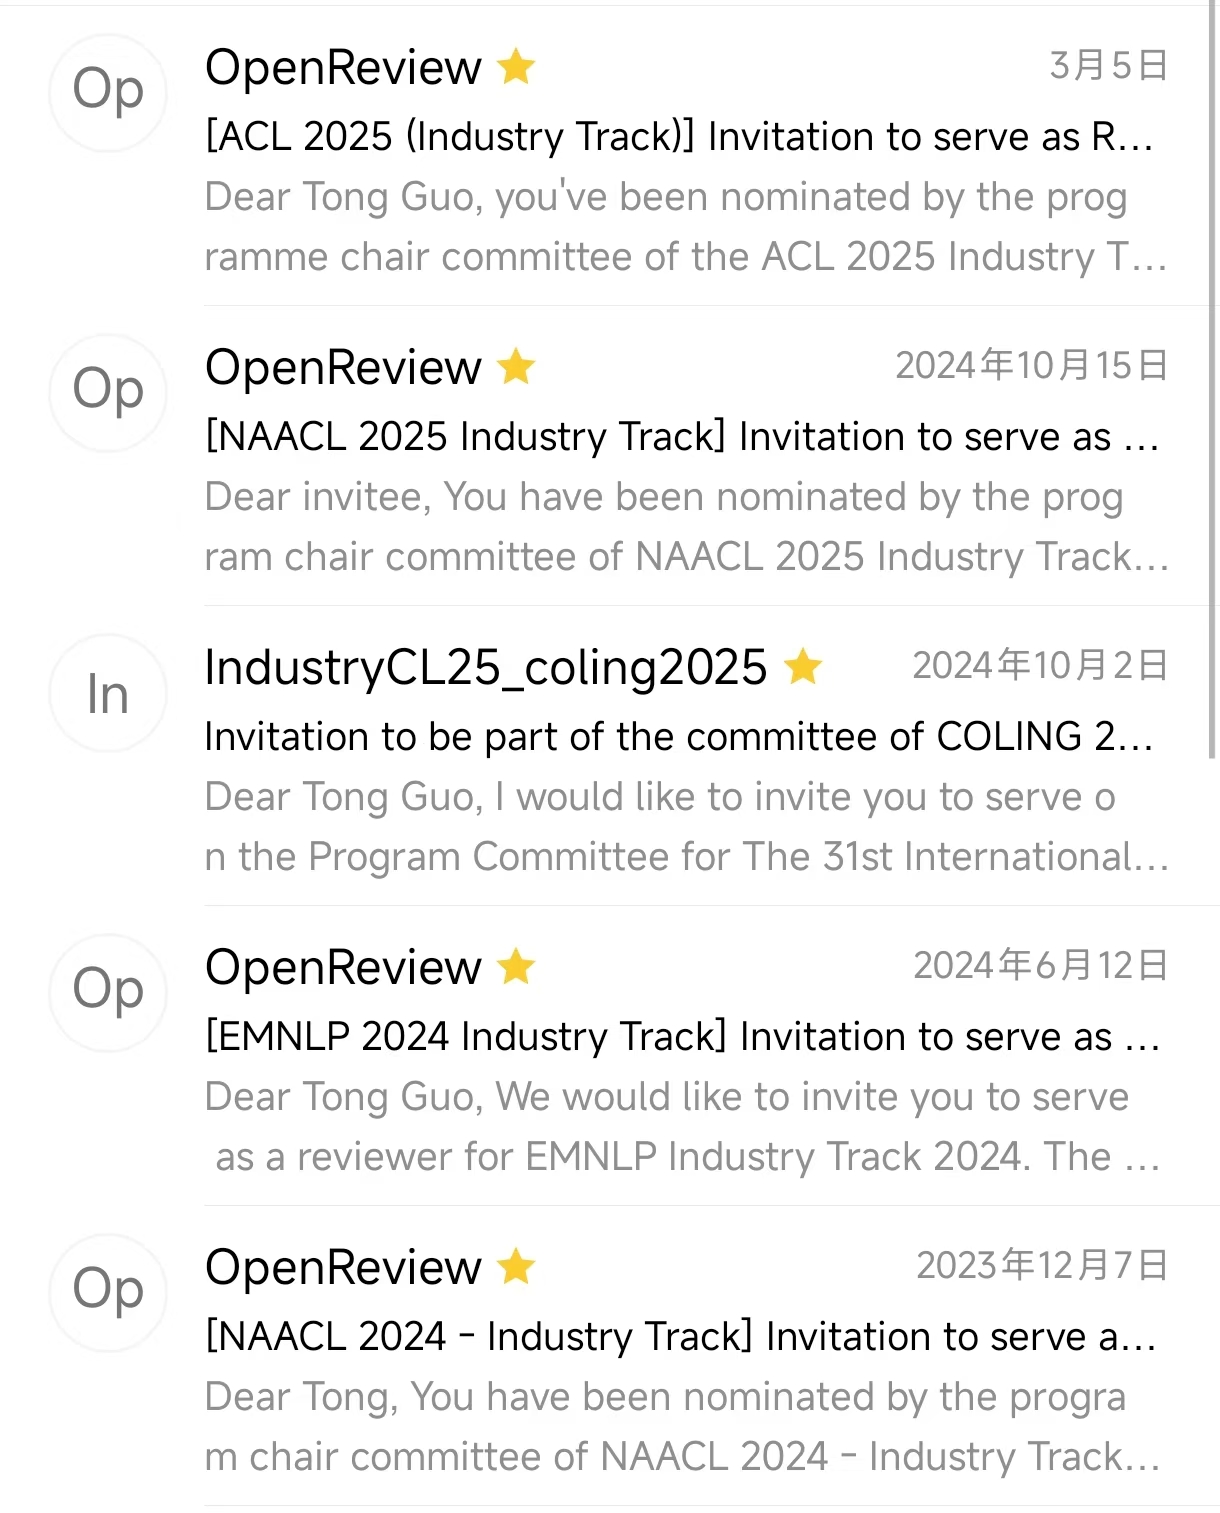 Op
OpenReview
3月5日
[ACL 2025 (Industry Track)] Invitation to serve as R...
Dear Tong Guo, you've been nominated by the prog
ramme chair committee of the ACL 2025 Industry T...
Op
OpenReview
2024年10月15日
[NAACL 2025 Industry Track] Invitation to serve as ...
Dear invitee, You have been nominated by the prog
ram chair committee of NAACL 2025 Industry Track...
In
IndustryCL25_coling2025
2024年10月2日
Invitation to be part of the committee of COLING 2...
Dear Tong Guo, I would like to invite you to serve o
n the Program Committee for The 31st International...
Op
OpenReview
2024年6月12日
[EMNLP 2024 Industry Track] Invitation to serve as ...
Dear Tong Guo, We would like to invite you to serve
as a reviewer for EMNLP Industry Track 2024. The ...
Op
OpenReview
2023年12月7日
[NAACL 2024 - Industry Track] Invitation to serve a...
Dear Tong, You have been nominated by the progra
m chair committee of NAACL 2024 - Industry Track...